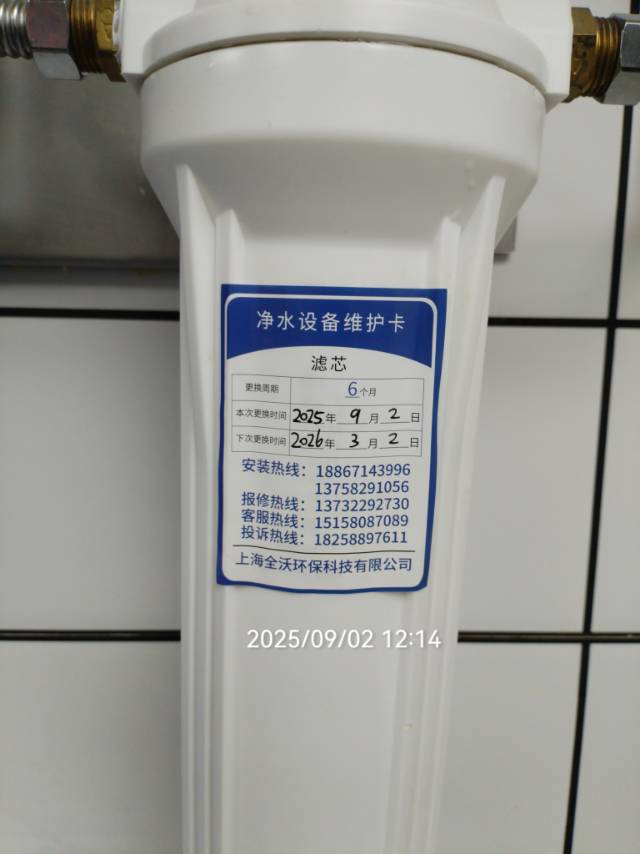 净水设备维护卡
滤芯
更换周期 6个月
本次更换时间 2025年 9 月 2 日
下次更换时间 2026年 3 月 2 日
安装热线：18867143996
13758291056
报修热线：13732292730
客服热线：15158087089
投诉热线：18258897611
上海全沃环保科技有限公司
2025/09/02 12:14